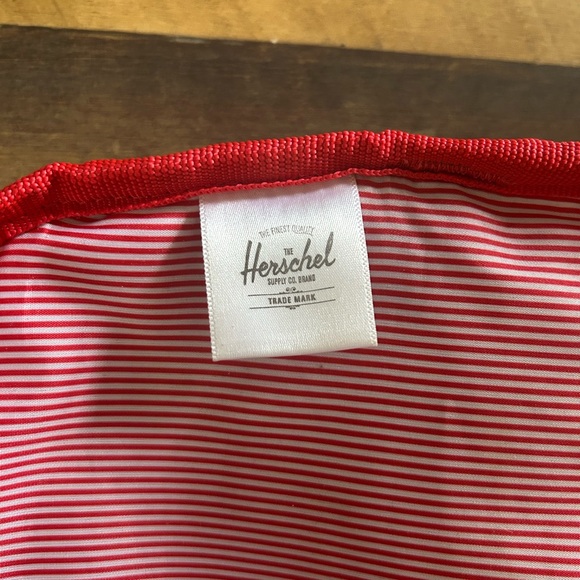 THE FINEST QUALITY
THE
Herschel
SUPPLY CO. BRAND
TRADE MARK